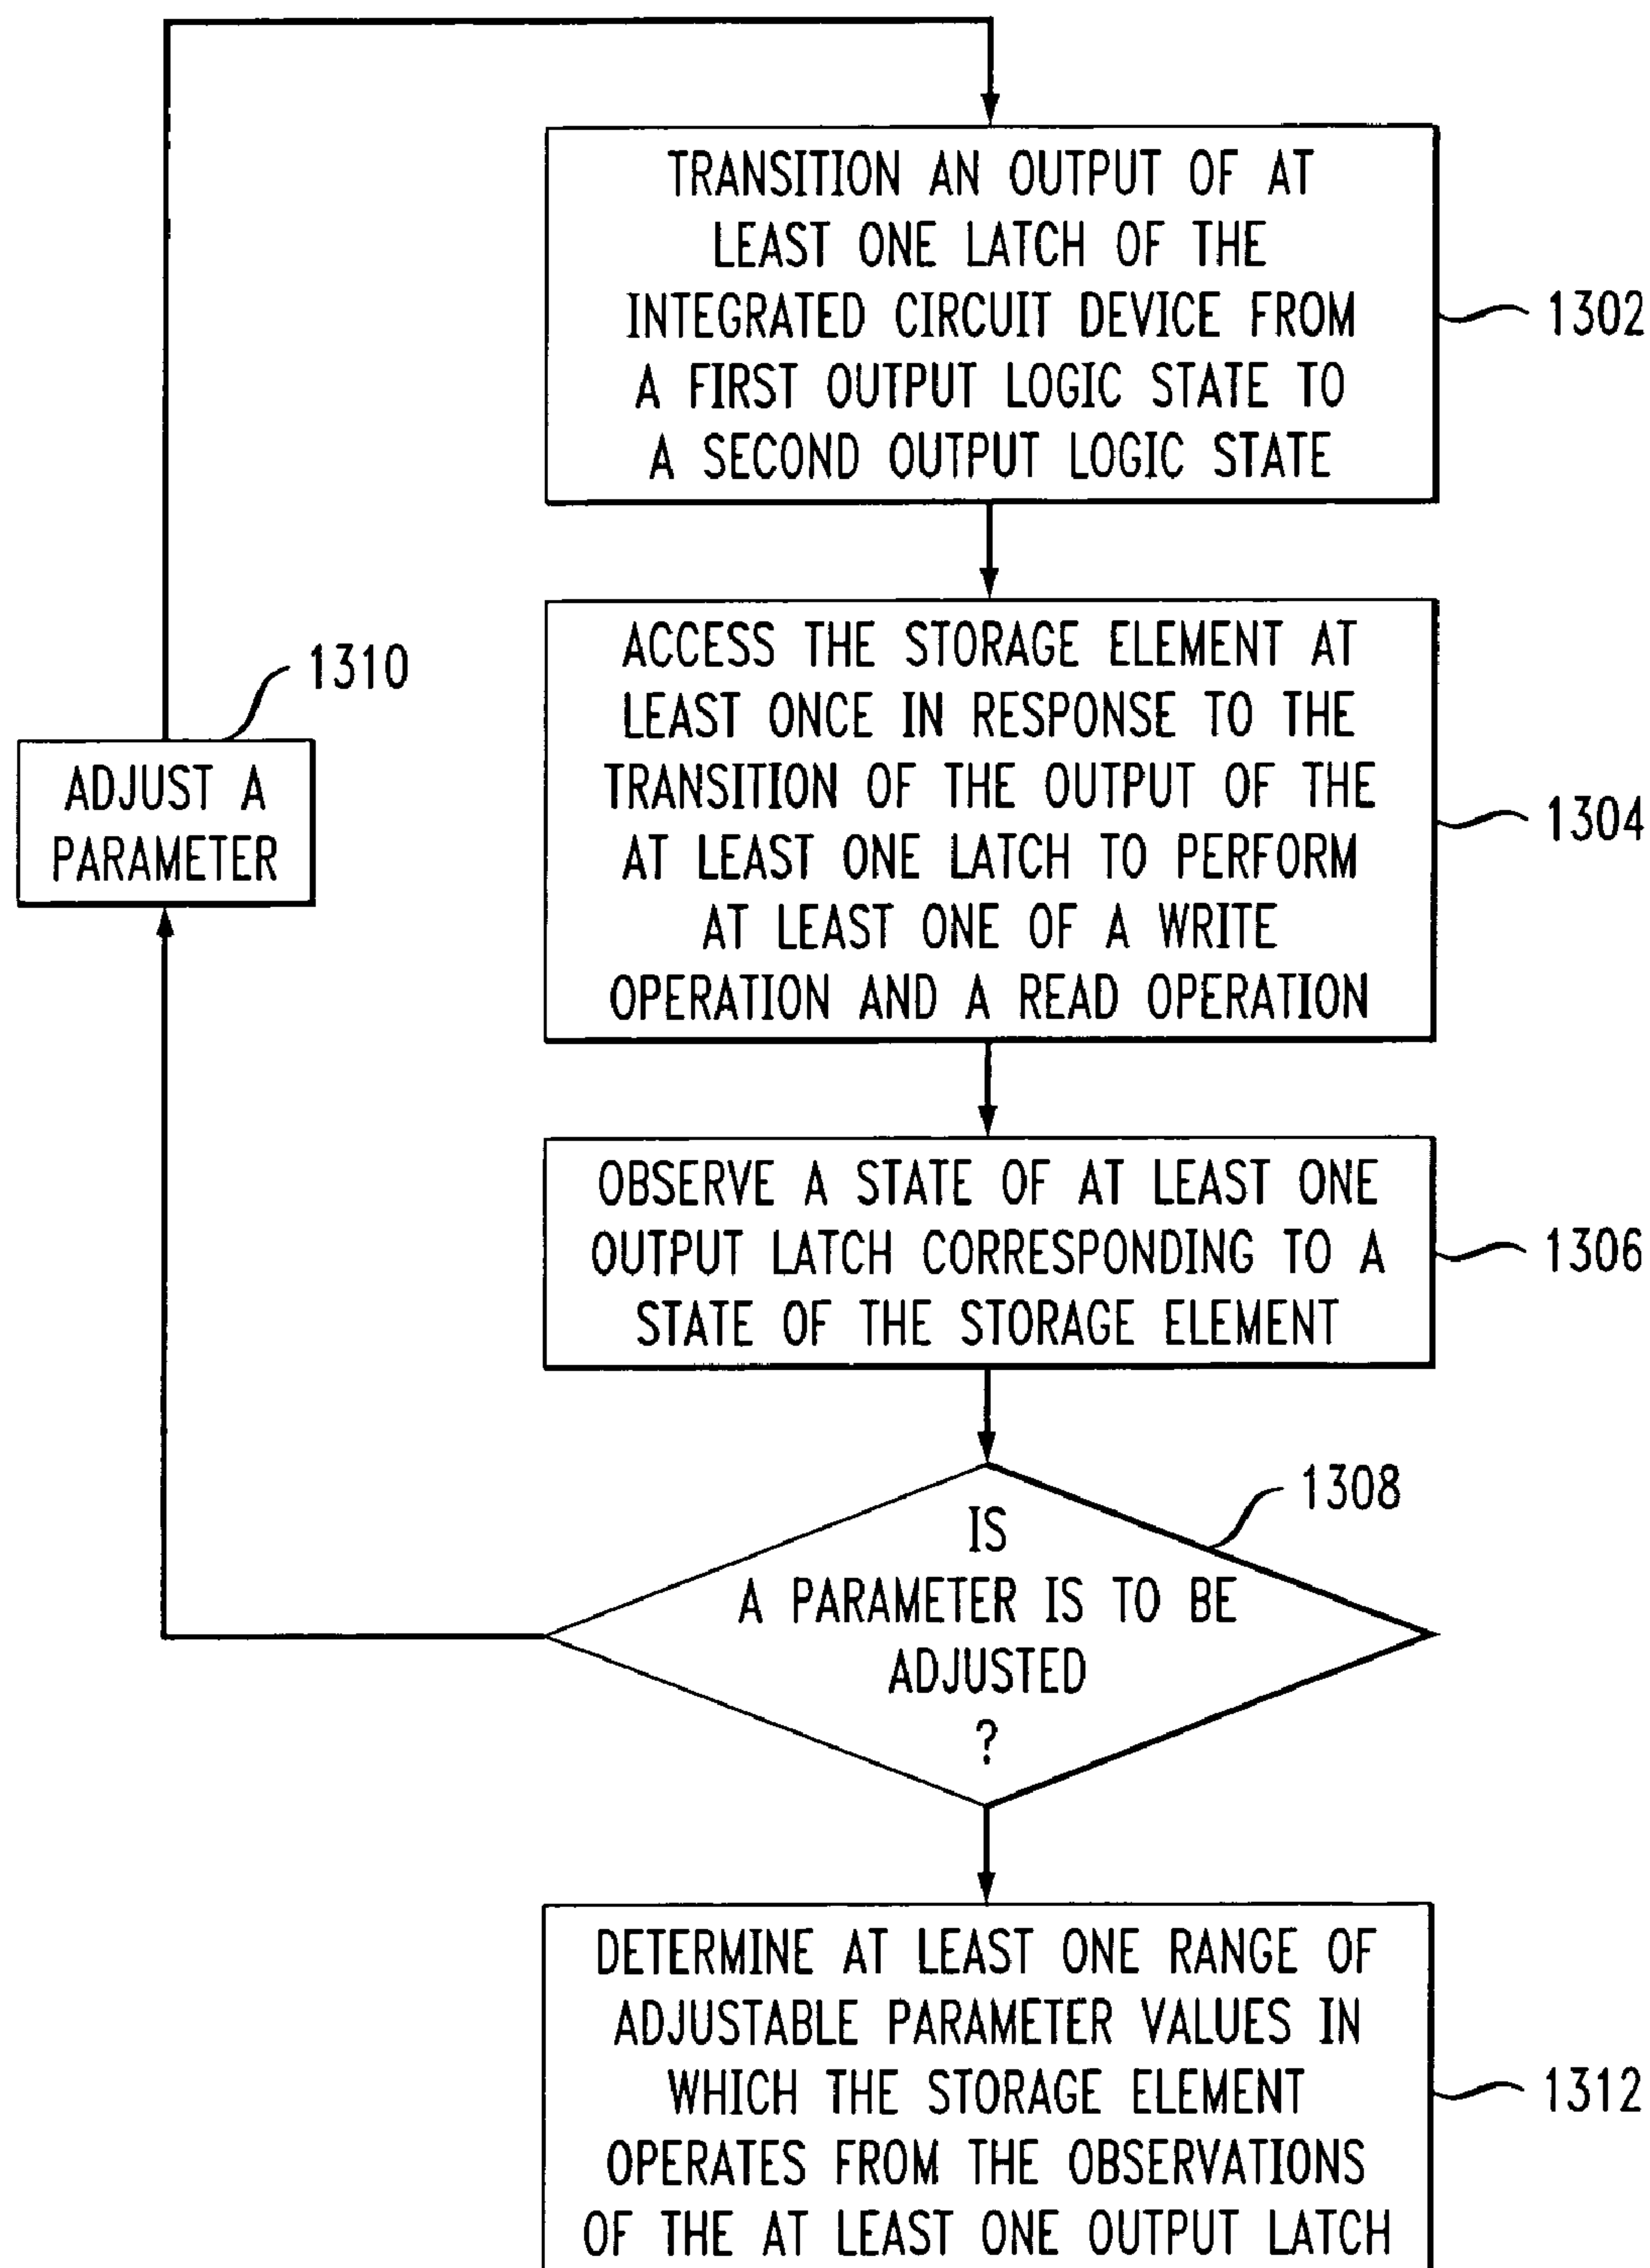 TRANSITION AN OUTPUT OF AT
LEAST ONE LATCH OF THE
INTEGRATED CIRCUIT DEVICE FROM
A FIRST OUTPUT LOGIC STATE TO
A SECOND OUTPUT LOGIC STATE
1302
ACCESS THE STORAGE ELEMENT AT
LEAST ONCE IN RESPONSE TO THE
TRANSITION OF THE OUTPUT OF THE
AT LEAST ONE LATCH TO PERFORM
AT LEAST ONE OF A WRITE
OPERATION AND A READ OPERATION
1304
1310
ADJUST A
PARAMETER
OBSERVE A STATE OF AT LEAST ONE
OUTPUT LATCH CORRESPONDING TO A
STATE OF THE STORAGE ELEMENT
1306
1308
IS
A PARAMETER IS TO BE
ADJUSTED
?
DETERMINE AT LEAST ONE RANGE OF
ADJUSTABLE PARAMETER VALUES IN
WHICH THE STORAGE ELEMENT
OPERATES FROM THE OBSERVATIONS
OF THE AT LEAST ONE OUTPUT LATCH
1312